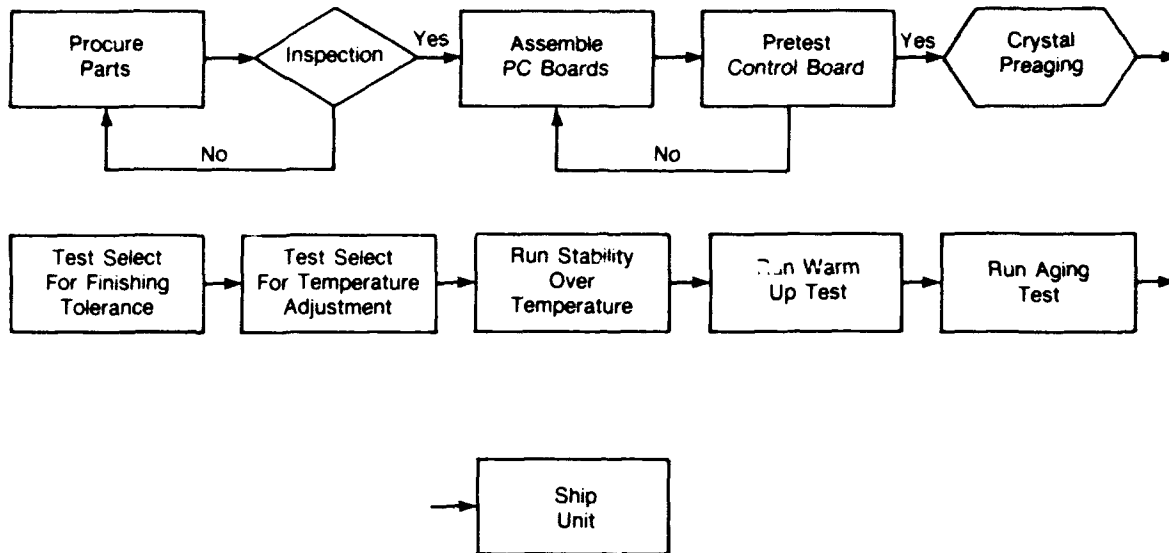 Procure
Parts
Inspection
Yes
Assemble
PC Boards
Pretest
Control Board
Yes
Crystal
Preaging
No
No
Test Select
For Finishing
Tolerance
Test Select
For Temperature
Adjustment
Run Stability
Over
Temperature
Run Warm
Up Test
Run Aging
Test
Ship
Unit